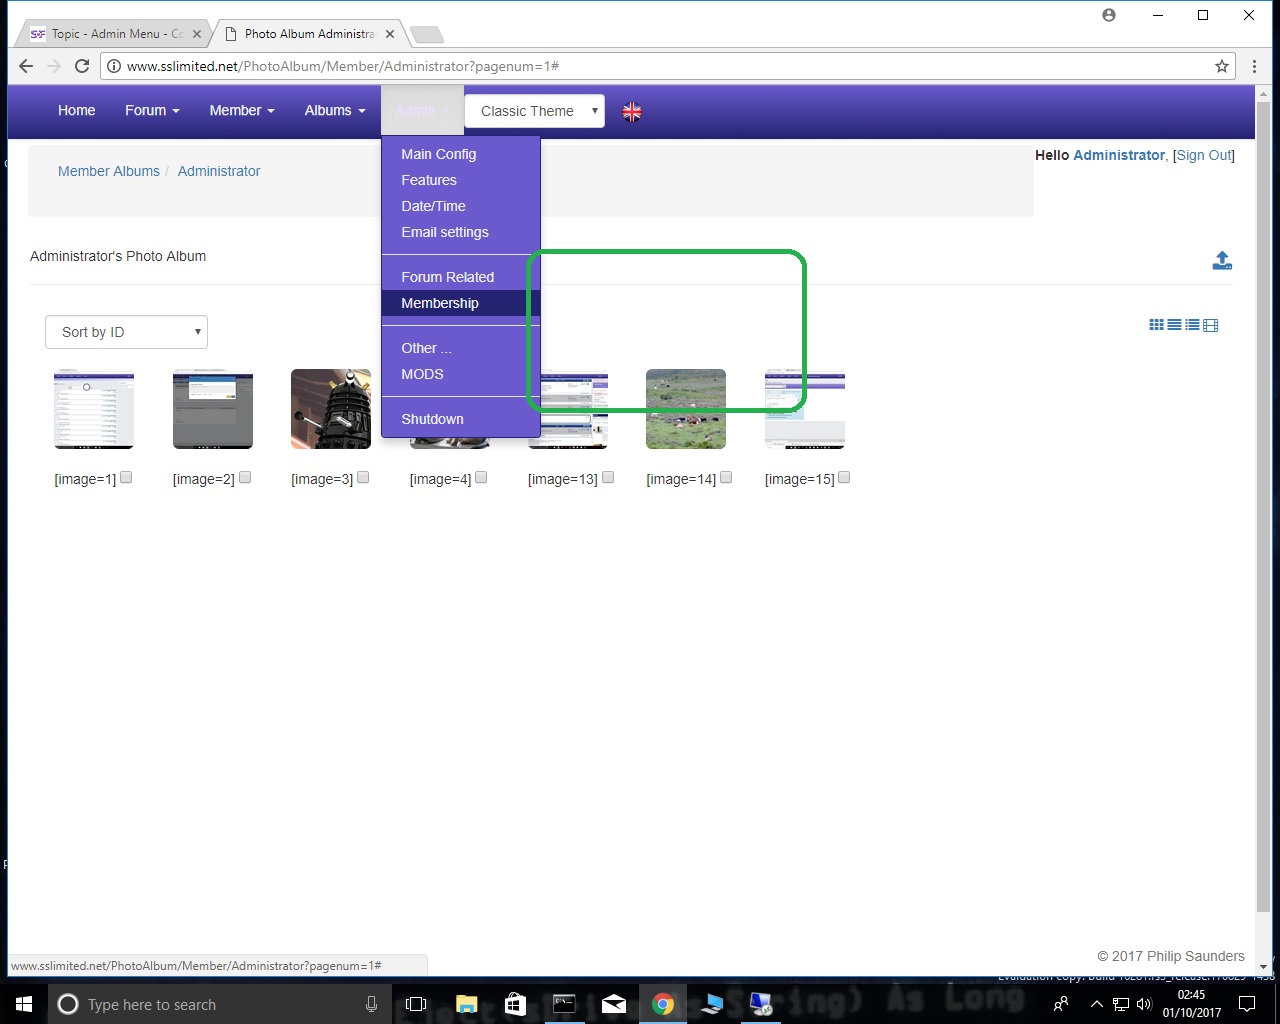 Topic - Admin Menu - Co
Photo Album Administra
www.sslimited.net/PhotoAlbum/Member/Administrator?pagenum=1#
Home
Forum
Member
Albums
Admin
Classic Theme
Main Config
Features
Date/Time
Email settings
Forum Related
Membership
Other ...
MODS
Shutdown
Member Albums / Administrator
Hello Administrator, [Sign Out]
Administrator's Photo Album
Sort by ID
[image=1]
[image=2]
[image=3]
[image=4]
[image=13]
[image=14]
[image=15]
© 2017 Philip Saunders
www.sslimited.net/PhotoAlbum/Member/Administrator?pagenum=1#
Type here to search
As Long
02:45
01/10/2017